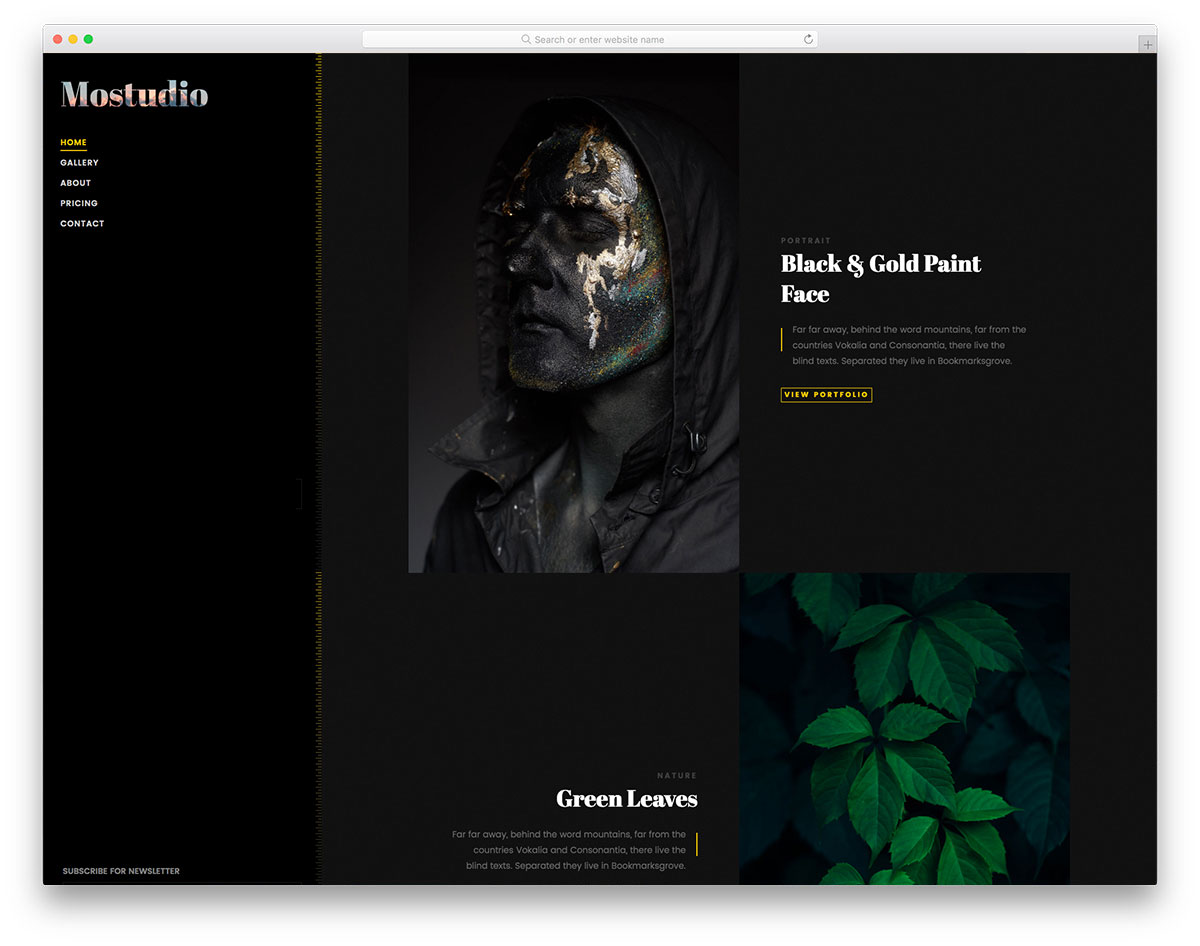 Search or enter website name
Mostudio
HOME
GALLERY
ABOUT
PRICING
CONTACT
SUBSCRIBE FOR NEWSLETTER
PORTRAIT
Black & Gold Paint
Face
Far far away, behind the word mountains, far from the
countries Vokalia and Consonantia, there live the
blind texts. Separated they live in Bookmarksgrove.
VIEW PORTFOLIO
NATURE
Green Leaves
Far far away, behind the word mountains, far from the
countries Vokalia and Consonantia, there live the
blind texts. Separated they live in Bookmarksgrove.